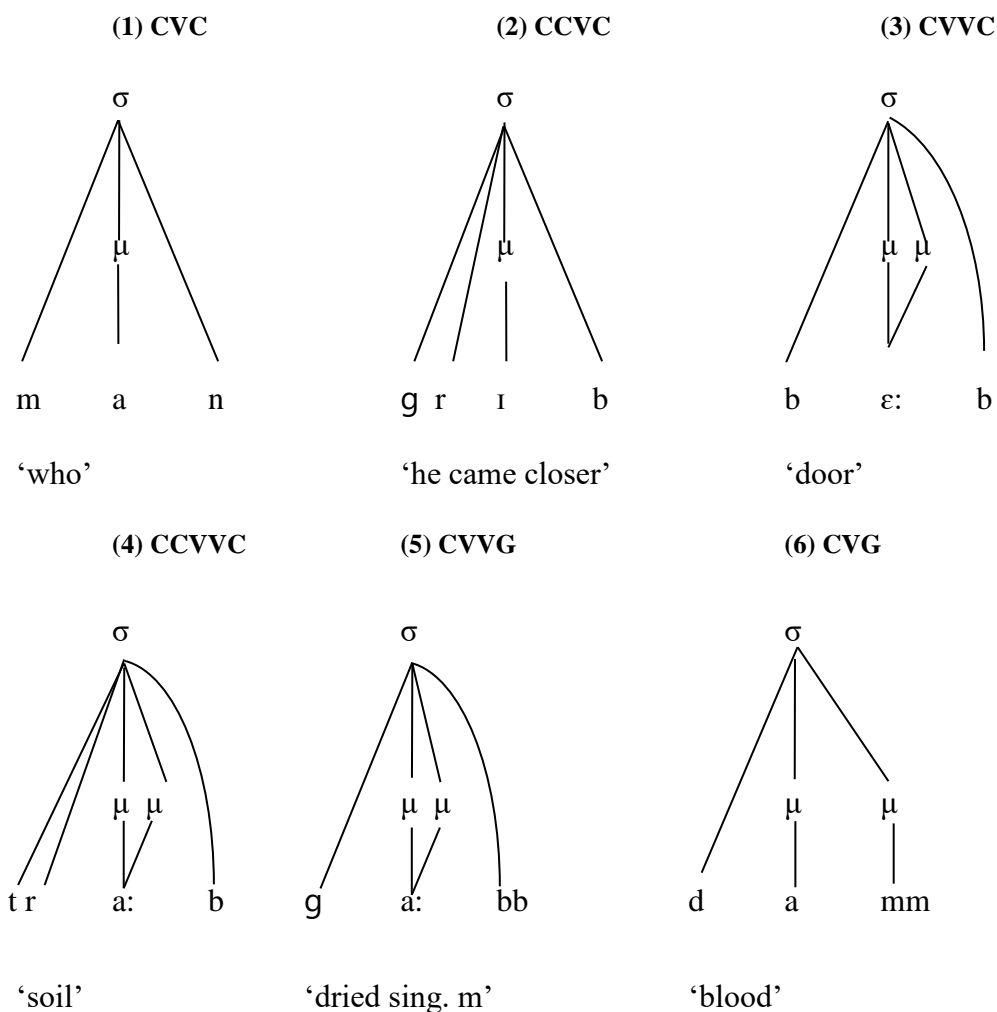 (1) CVC (2) CCVC (3) CVVC
σ σ σ
μ μ μ μ
m a n g r ɪ b b ɛ: b
‘who’ ‘he came closer’ ‘door’
(4) CCVVC (5) CVVG (6) CVG
σ σ σ
μ μ μ μ μ μ
t r a: b g a: bb d a mm
‘soil’ ‘dried sing. m’ ‘blood’